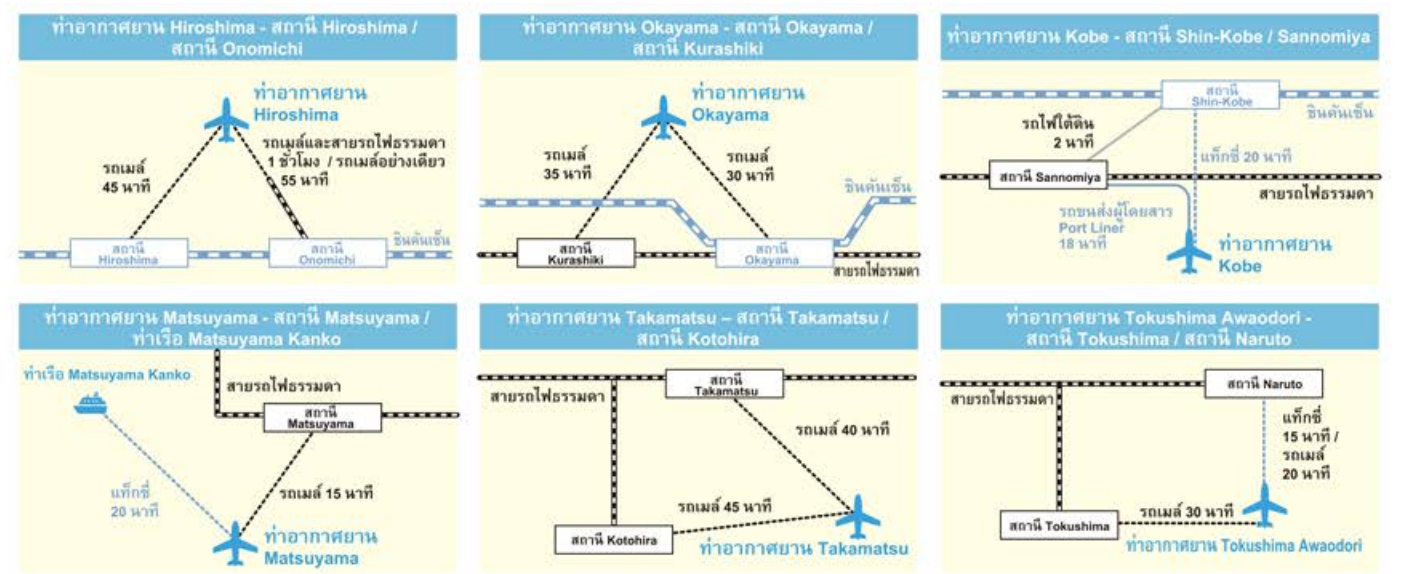 ท่าอากาศยาน Hiroshima - สถานี Hiroshima /
สถานี Onomichi
ท่าอากาศยาน
Hiroshima
รถเมล์
45 นาที
รถเมล์และสายรถไฟธรรมดา
1 ชั่วโมง / รถเมล์อย่างเดียว
55 นาที
สถานี
Hiroshima
สถานี
Onomichi
ชินคันเซ็น
ท่าอากาศยาน Okayama - สถานี Okayama /
สถานี Kurashiki
ท่าอากาศยาน
Okayama
รถเมล์
35 นาที
รถเมล์
30 นาที
ชินคันเซ็น
สถานี
Kurashiki
สถานี
Okayama
สายรถไฟธรรมดา
ท่าอากาศยาน Kobe - สถานี Shin-Kobe / Sannomiya
สถานี
Shin-Kobe
ชินคันเซ็น
รถไฟใต้ดิน
2 นาที
แท็กซี่ 20 นาที
สถานี Sannomiya
สายรถไฟธรรมดา
รถขนส่งผู้โดยสาร
Port Liner
18 นาที
ท่าอากาศยาน
Kobe
ท่าอากาศยาน Matsuyama - สถานี Matsuyama /
ท่าเรือ Matsuyama Kanko
ท่าเรือ Matsuyama Kanko
สายรถไฟธรรมดา
สถานี
Matsuyama
แท็กซี่
20 นาที
รถเมล์ 15 นาที
ท่าอากาศยาน
Matsuyama
ท่าอากาศยาน Takamatsu – สถานี Takamatsu /
สถานี Kotohira
สถานี
Takamatsu
สายรถไฟธรรมดา
รถเมล์ 40 นาที
รถเมล์ 45 นาที
สถานี Kotohira
ท่าอากาศยาน Takamatsu
ท่าอากาศยาน Tokushima Awaodori -
สถานี Tokushima / สถานี Naruto
สถานี Naruto
สายรถไฟธรรมดา
แท็กซี่
15 นาที /
รถเมล์
20 นาที
รถเมล์ 30 นาที
สถานี Tokushima
ท่าอากาศยาน Tokushima Awaodori